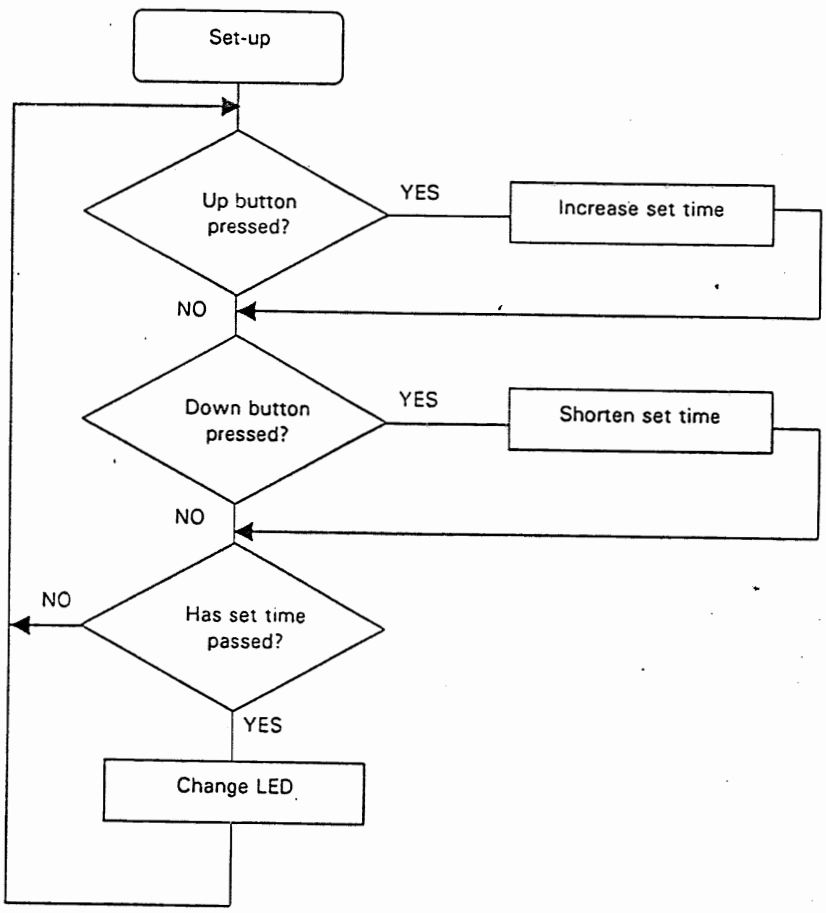 Set-up
Up button
pressed?
YES
Increase set time
NO
Down button
pressed?
YES
Shorten set time
NO
Has set time
passed?
NO
YES
Change LED